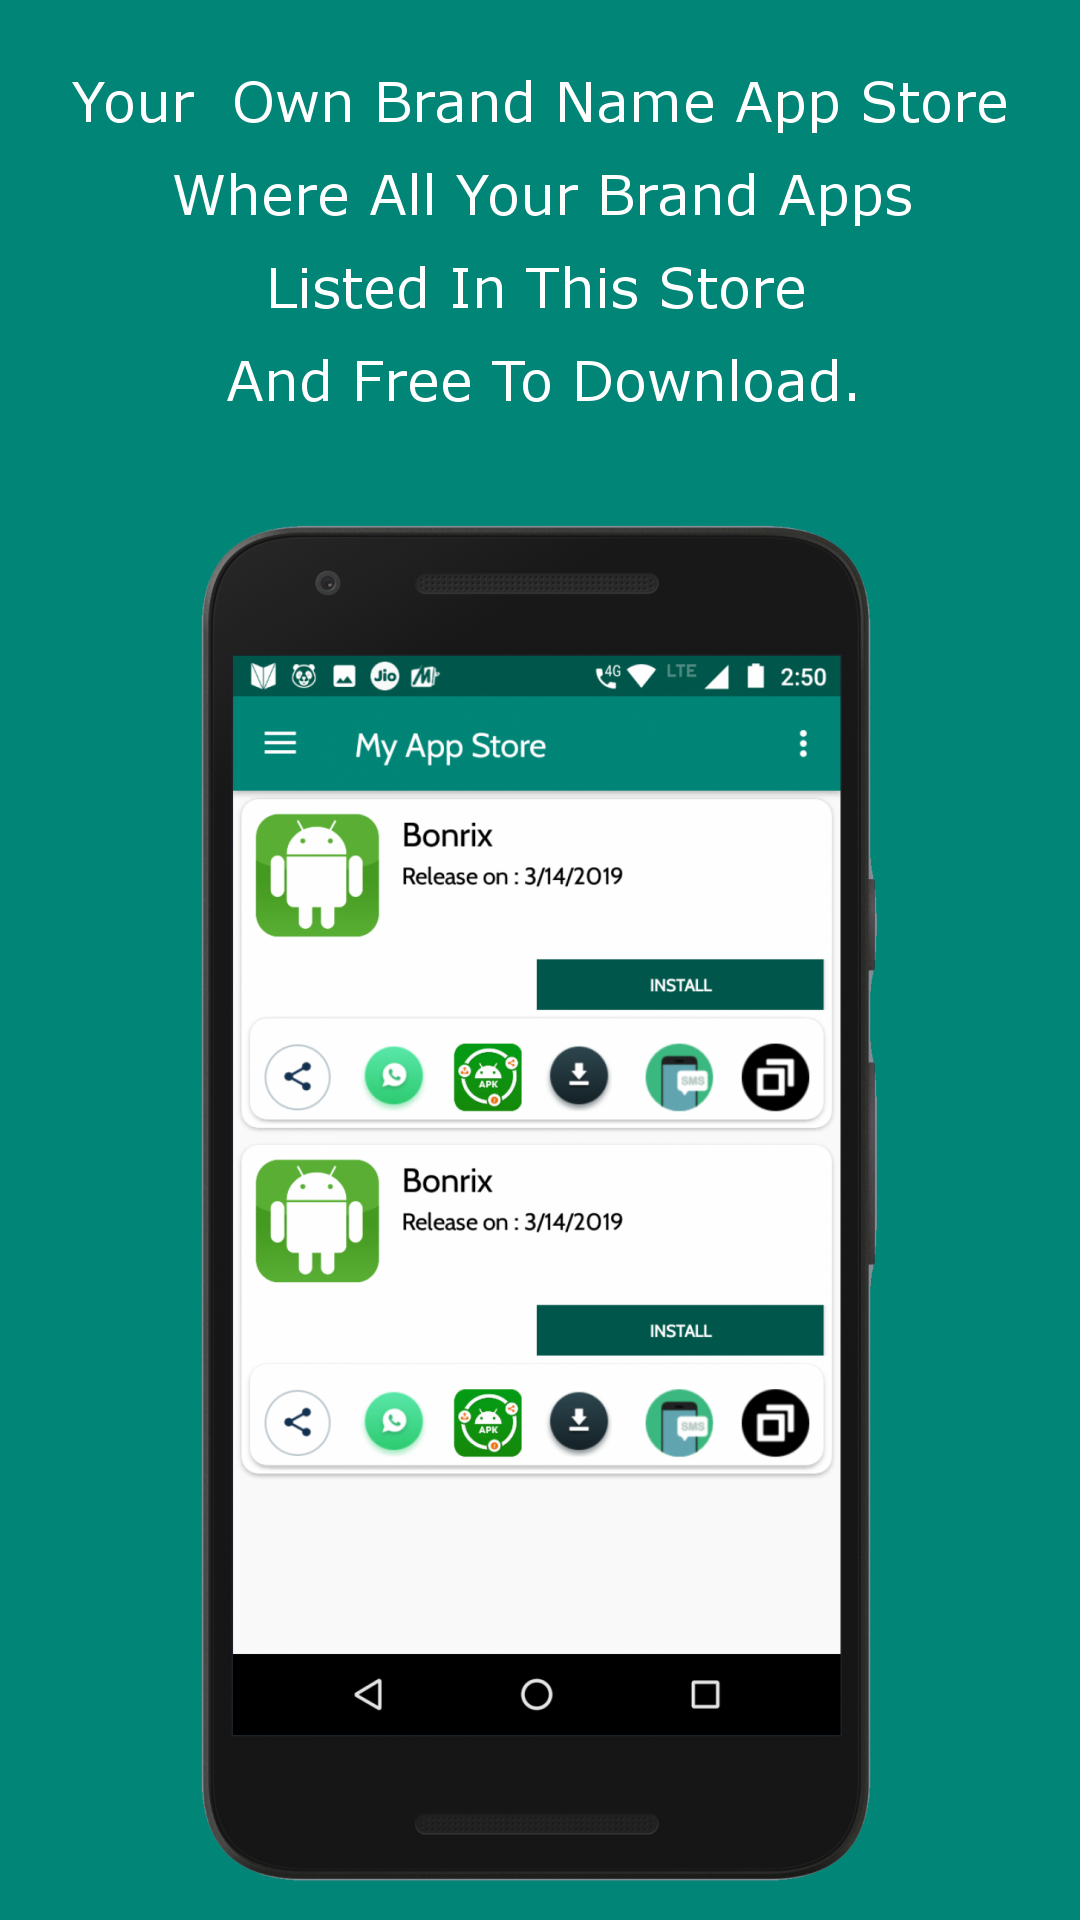 Your  Own Brand Name App Store
Where All Your Brand Apps
Listed In This Store
And Free To Download.
Jio 4G LTE 2:50
My App Store
Bonrix
Release on : 3/14/2019
INSTALL
APK SMS
Bonrix
Release on : 3/14/2019
INSTALL
APK SMS